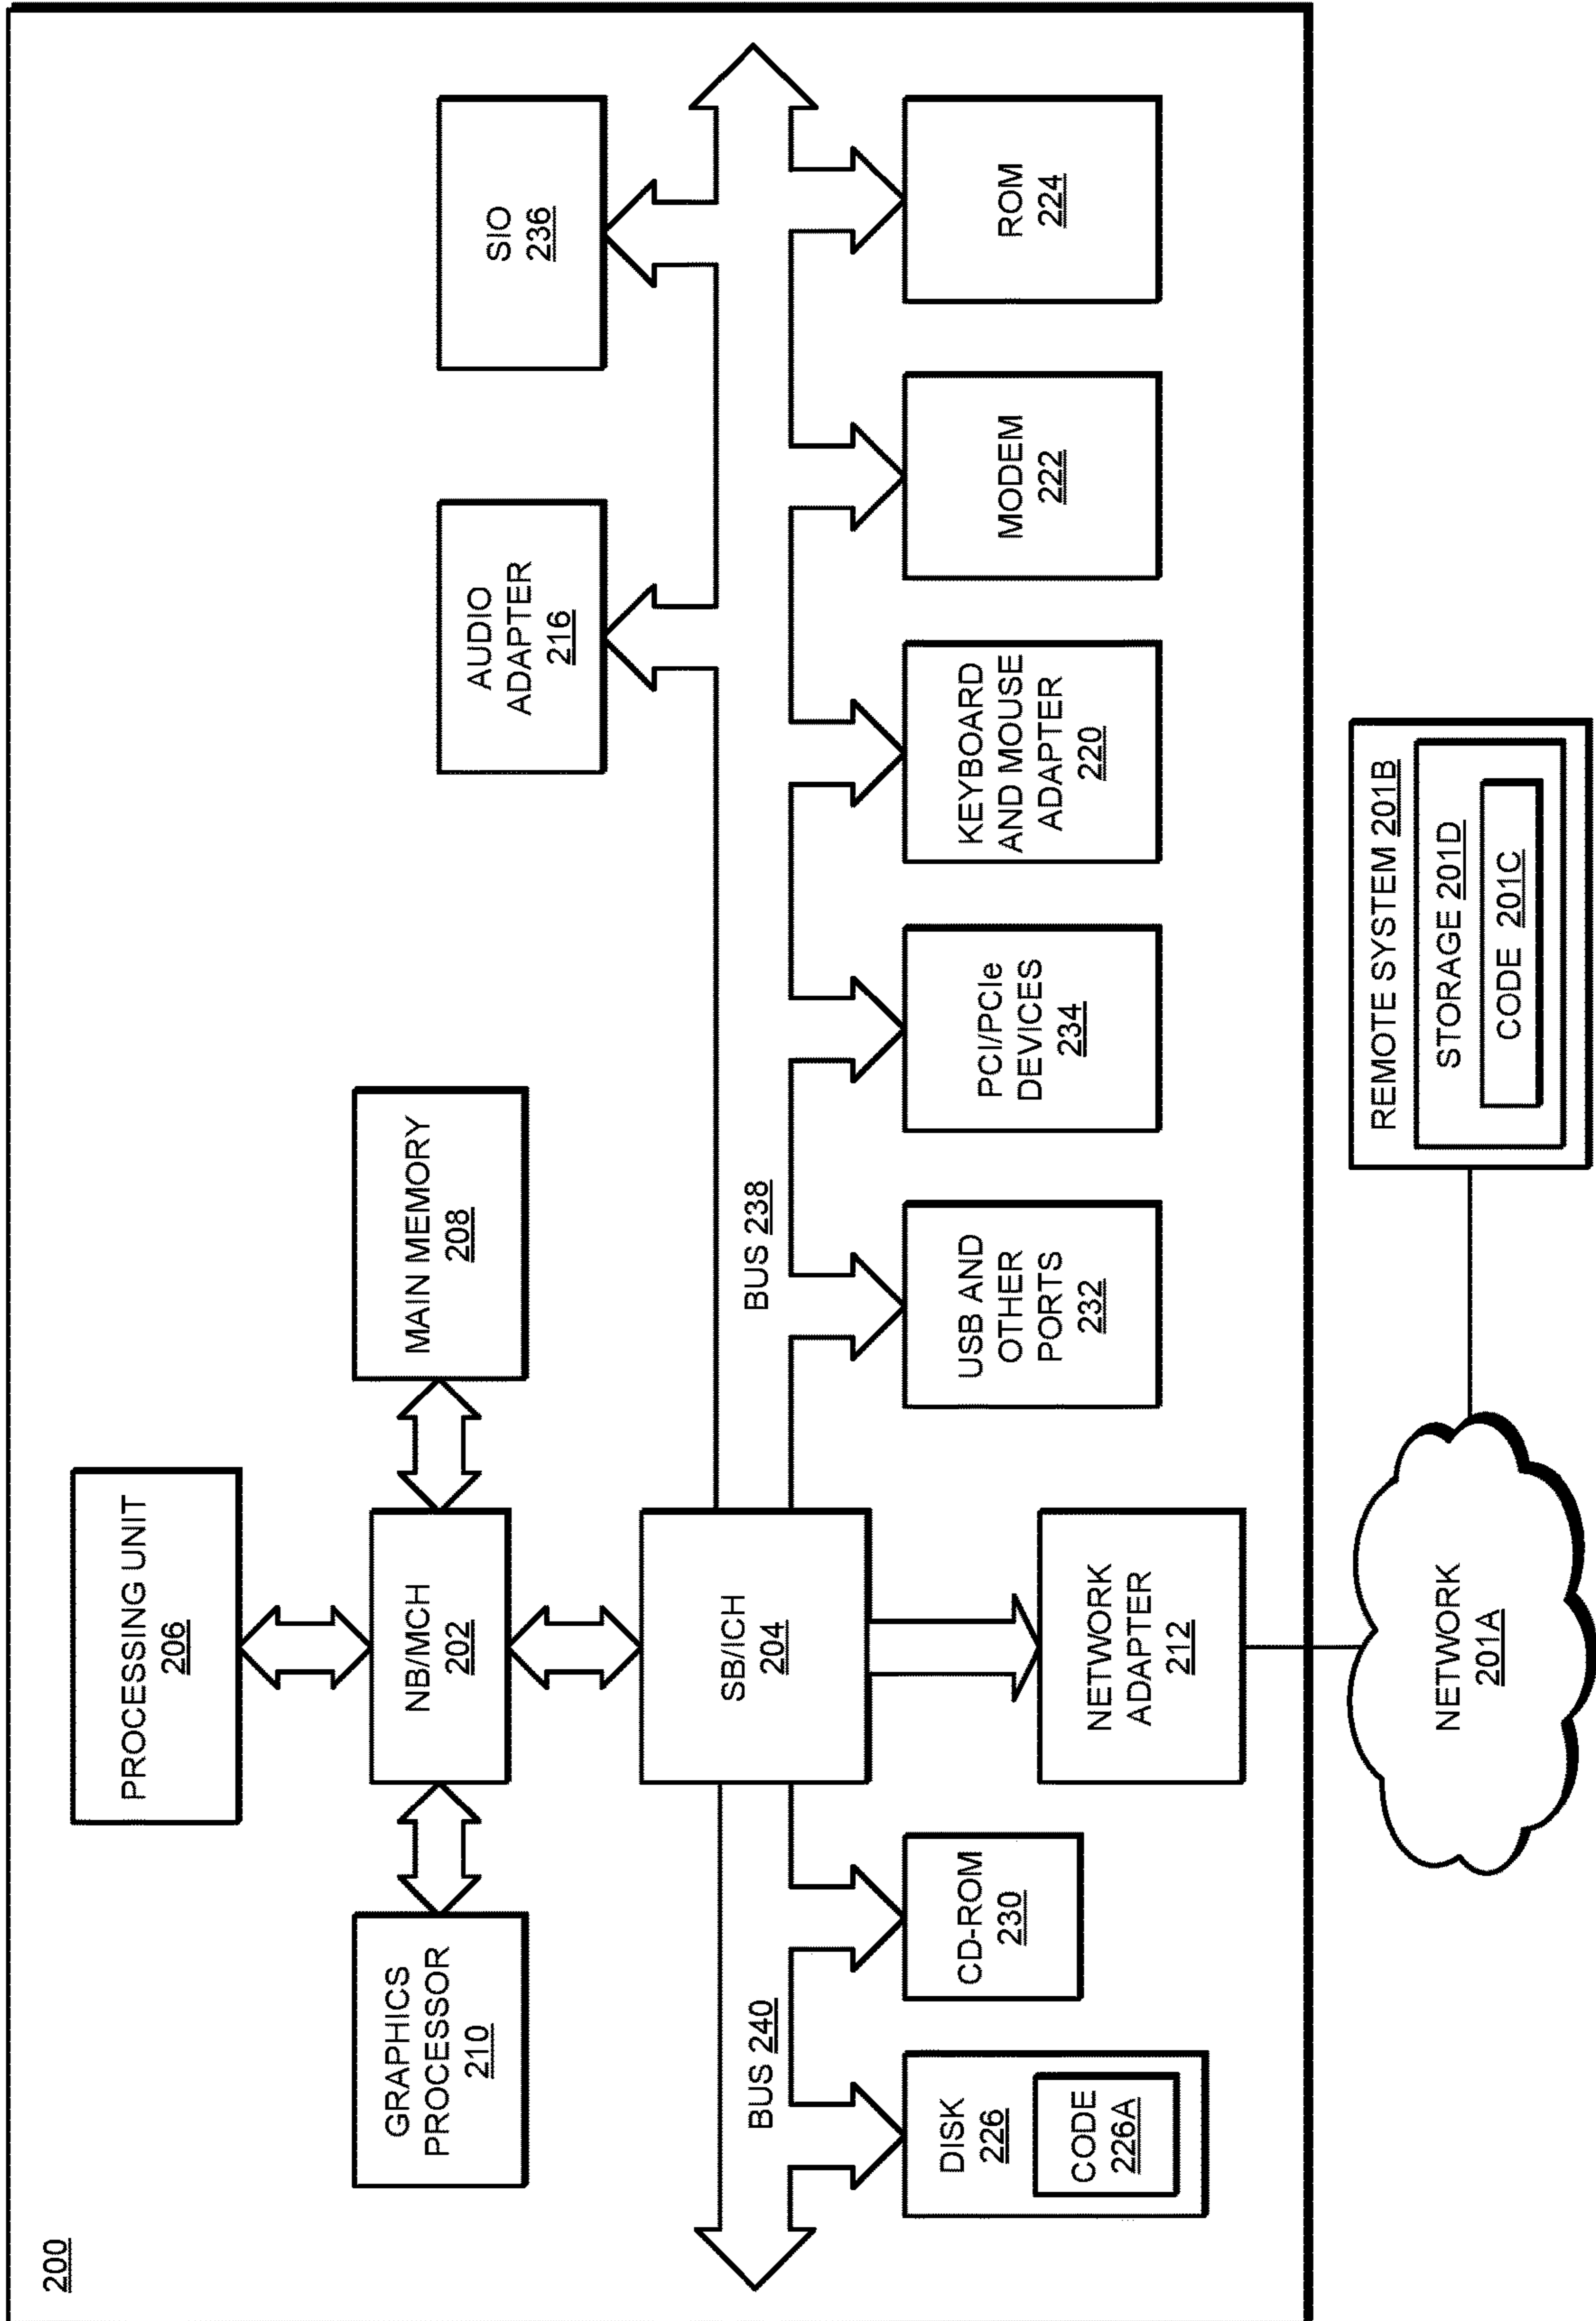 200
PROCESSING UNIT
206
GRAPHICS
PROCESSOR
210
NB/MCH
202
MAIN MEMORY
208
AUDIO
ADAPTER
216
SIO
236
SB/ICH
204
BUS 240
BUS 238
DISK
226
CODE
226A
CD-ROM
230
USB AND
OTHER
PORTS
232
PCI/PCIe
DEVICES
234
KEYBOARD
AND MOUSE
ADAPTER
220
MODEM
222
ROM
224
NETWORK
ADAPTER
212
NETWORK
201A
REMOTE SYSTEM 201B
STORAGE 201D
CODE 201C